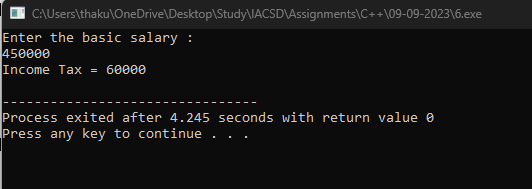 C:\Users\thaku\OneDrive\Desktop\Study\IACSD\Assignments\C++\09-09-2023\6.exe
Enter the basic salary :
450000
Income Tax = 60000
--------------------------------
Process exited after 4.245 seconds with return value 0
Press any key to continue . . .